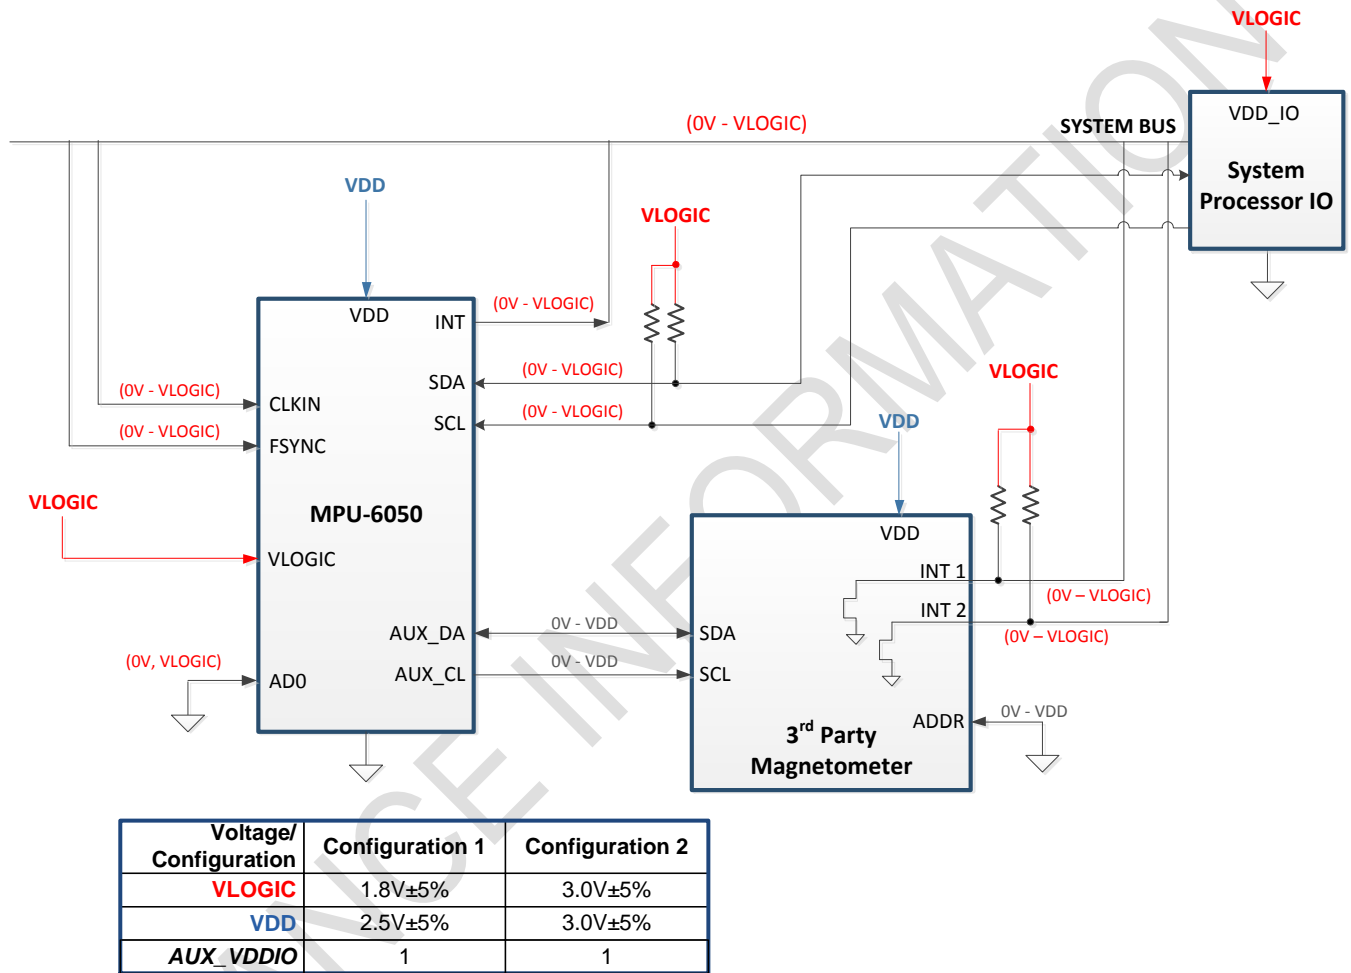 VLOGIC
VDD_IO
(0V - VLOGIC)
SYSTEM BUS
System
Processor IO
VDD
VLOGIC
(0V - VLOGIC)
VDD
INT
(0V - VLOGIC)
SDA
VLOGIC
(0V - VLOGIC)
CLKIN
(0V - VLOGIC)
SCL
VDD
(0V - VLOGIC)
FSYNC
VLOGIC
MPU-6050
VDD
VLOGIC
INT 1
(0V – VLOGIC)
INT 2
(0V – VLOGIC)
AUX_DA
0V - VDD
SDA
(0V, VLOGIC)
AD0
AUX_CL
0V - VDD
SCL
ADDR
0V - VDD
3rd Party
Magnetometer
Voltage/
Configuration
Configuration 1
Configuration 2
VLOGIC
1.8V±5%
3.0V±5%
VDD
2.5V±5%
3.0V±5%
AUX_VDDIO
1
1
NCE INFORMATION